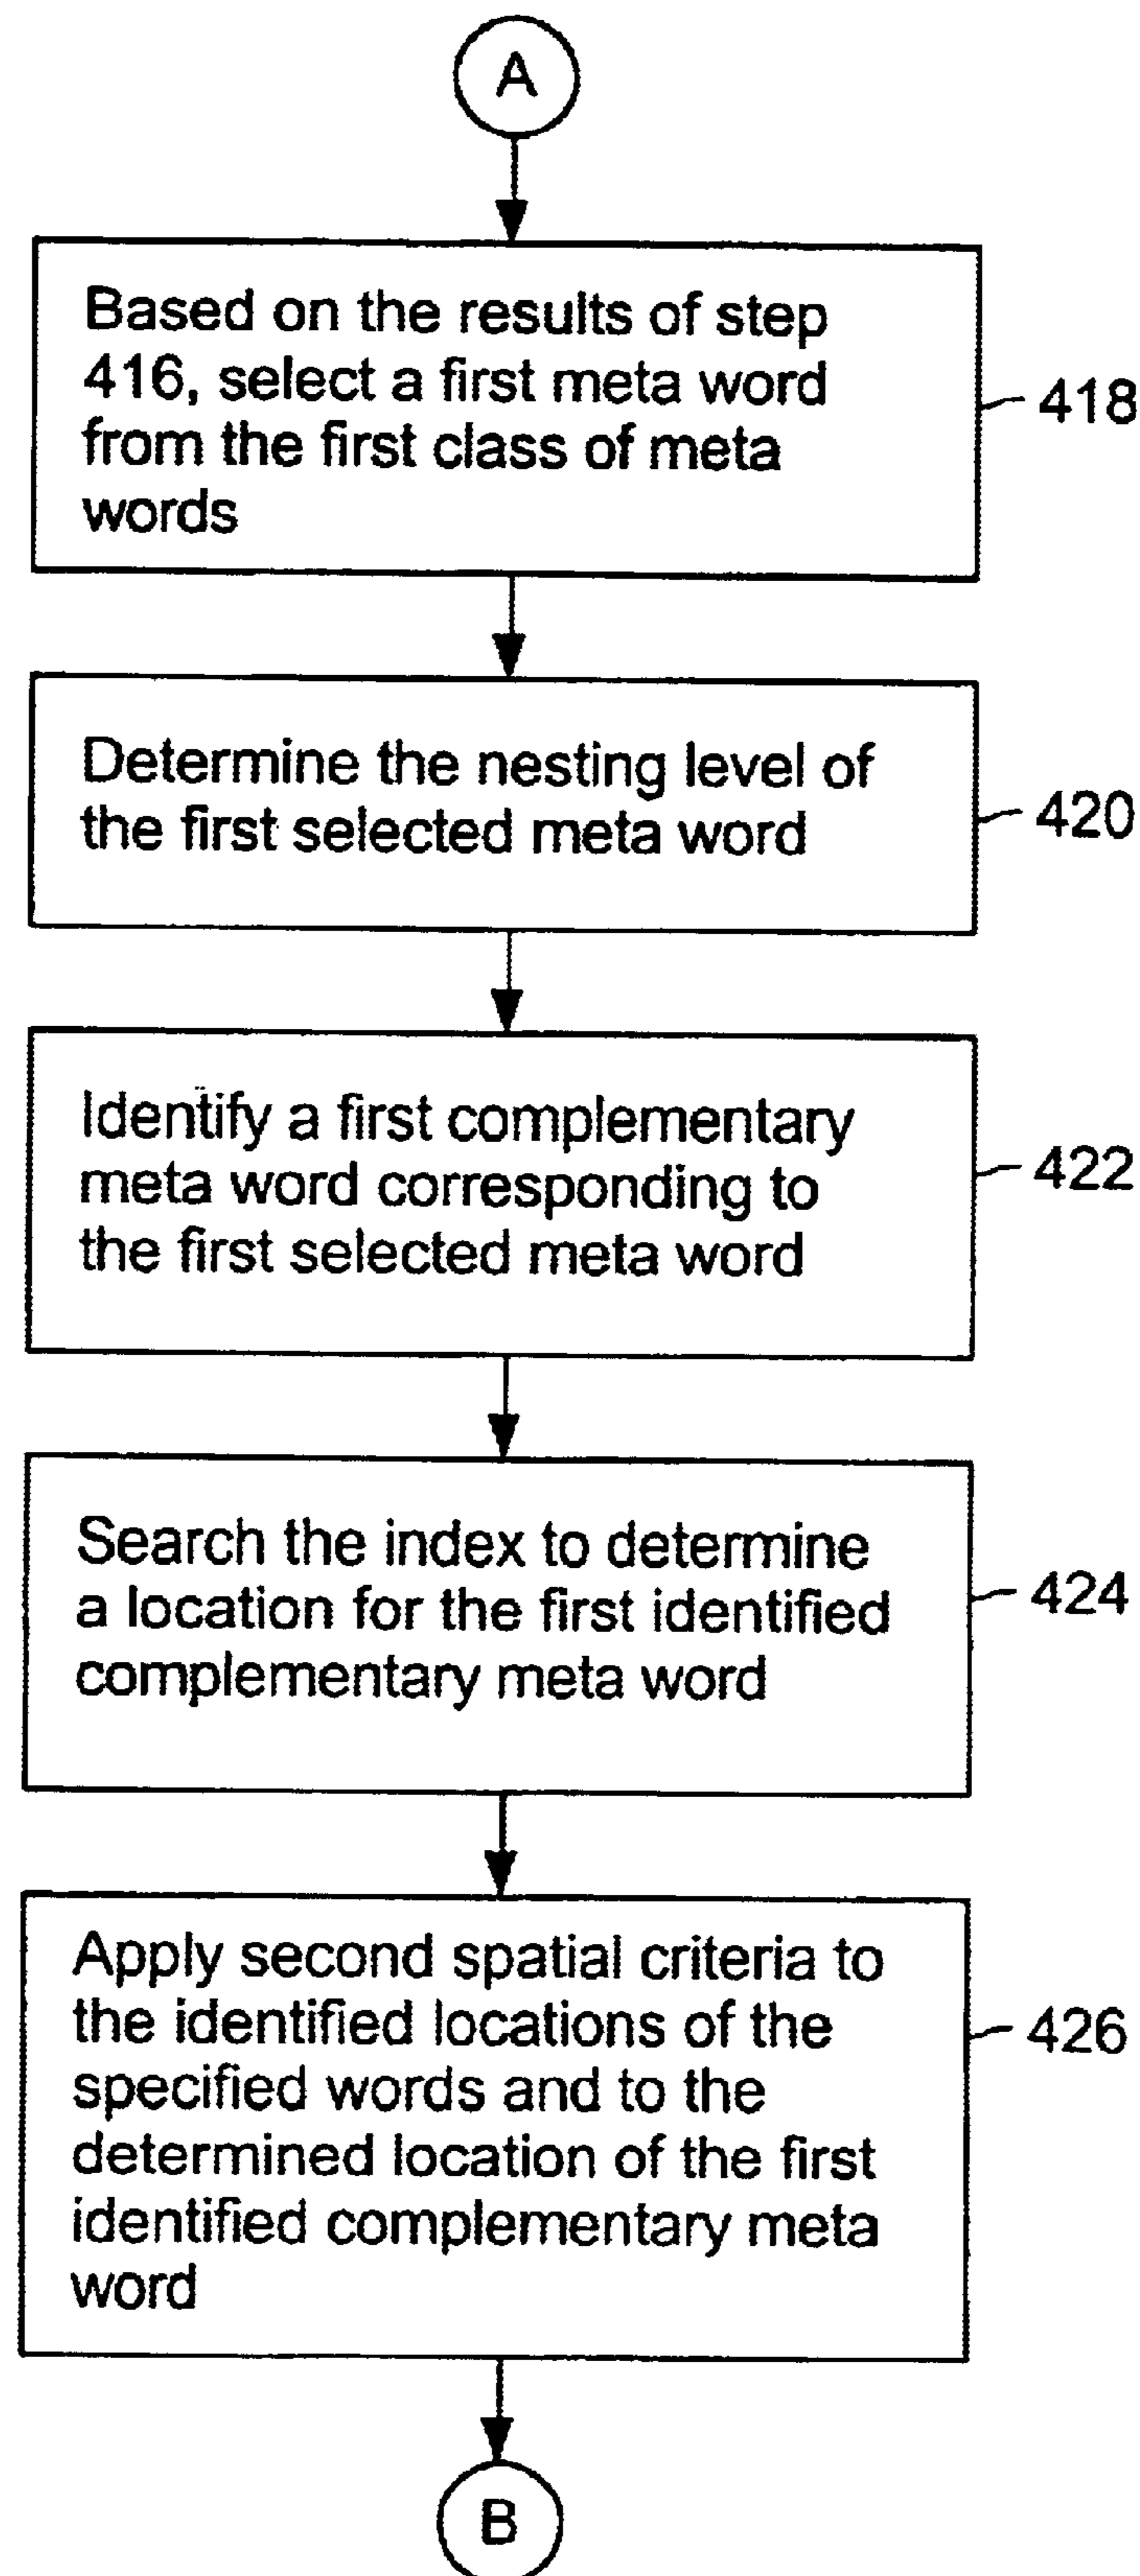 A
Based on the results of step
416, select a first meta word
from the first class of meta
words
418
Determine the nesting level of
the first selected meta word
420
Identify a first complementary
meta word corresponding to
the first selected meta word
422
Search the index to determine
a location for the first identified
complementary meta word
424
Apply second spatial criteria to
the identified locations of the
specified words and to the
determined location of the first
identified complementary meta
word
426
B